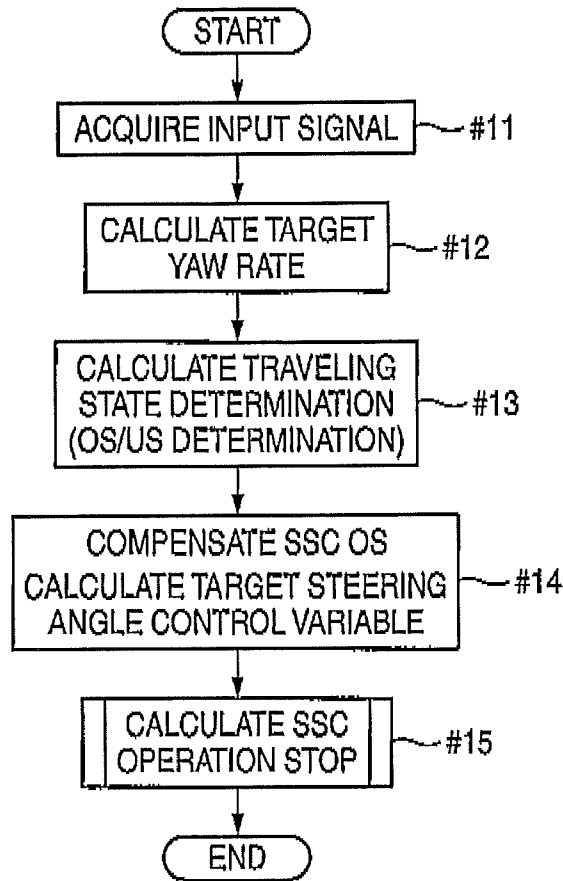 START
ACQUIRE INPUT SIGNAL
#11
CALCULATE TARGET
YAW RATE
#12
CALCULATE TRAVELING
STATE DETERMINATION
(OS/US DETERMINATION)
#13
COMPENSATE SSC OS
CALCULATE TARGET STEERING
ANGLE CONTROL VARIABLE
#14
CALCULATE SSC
OPERATION STOP
#15
END